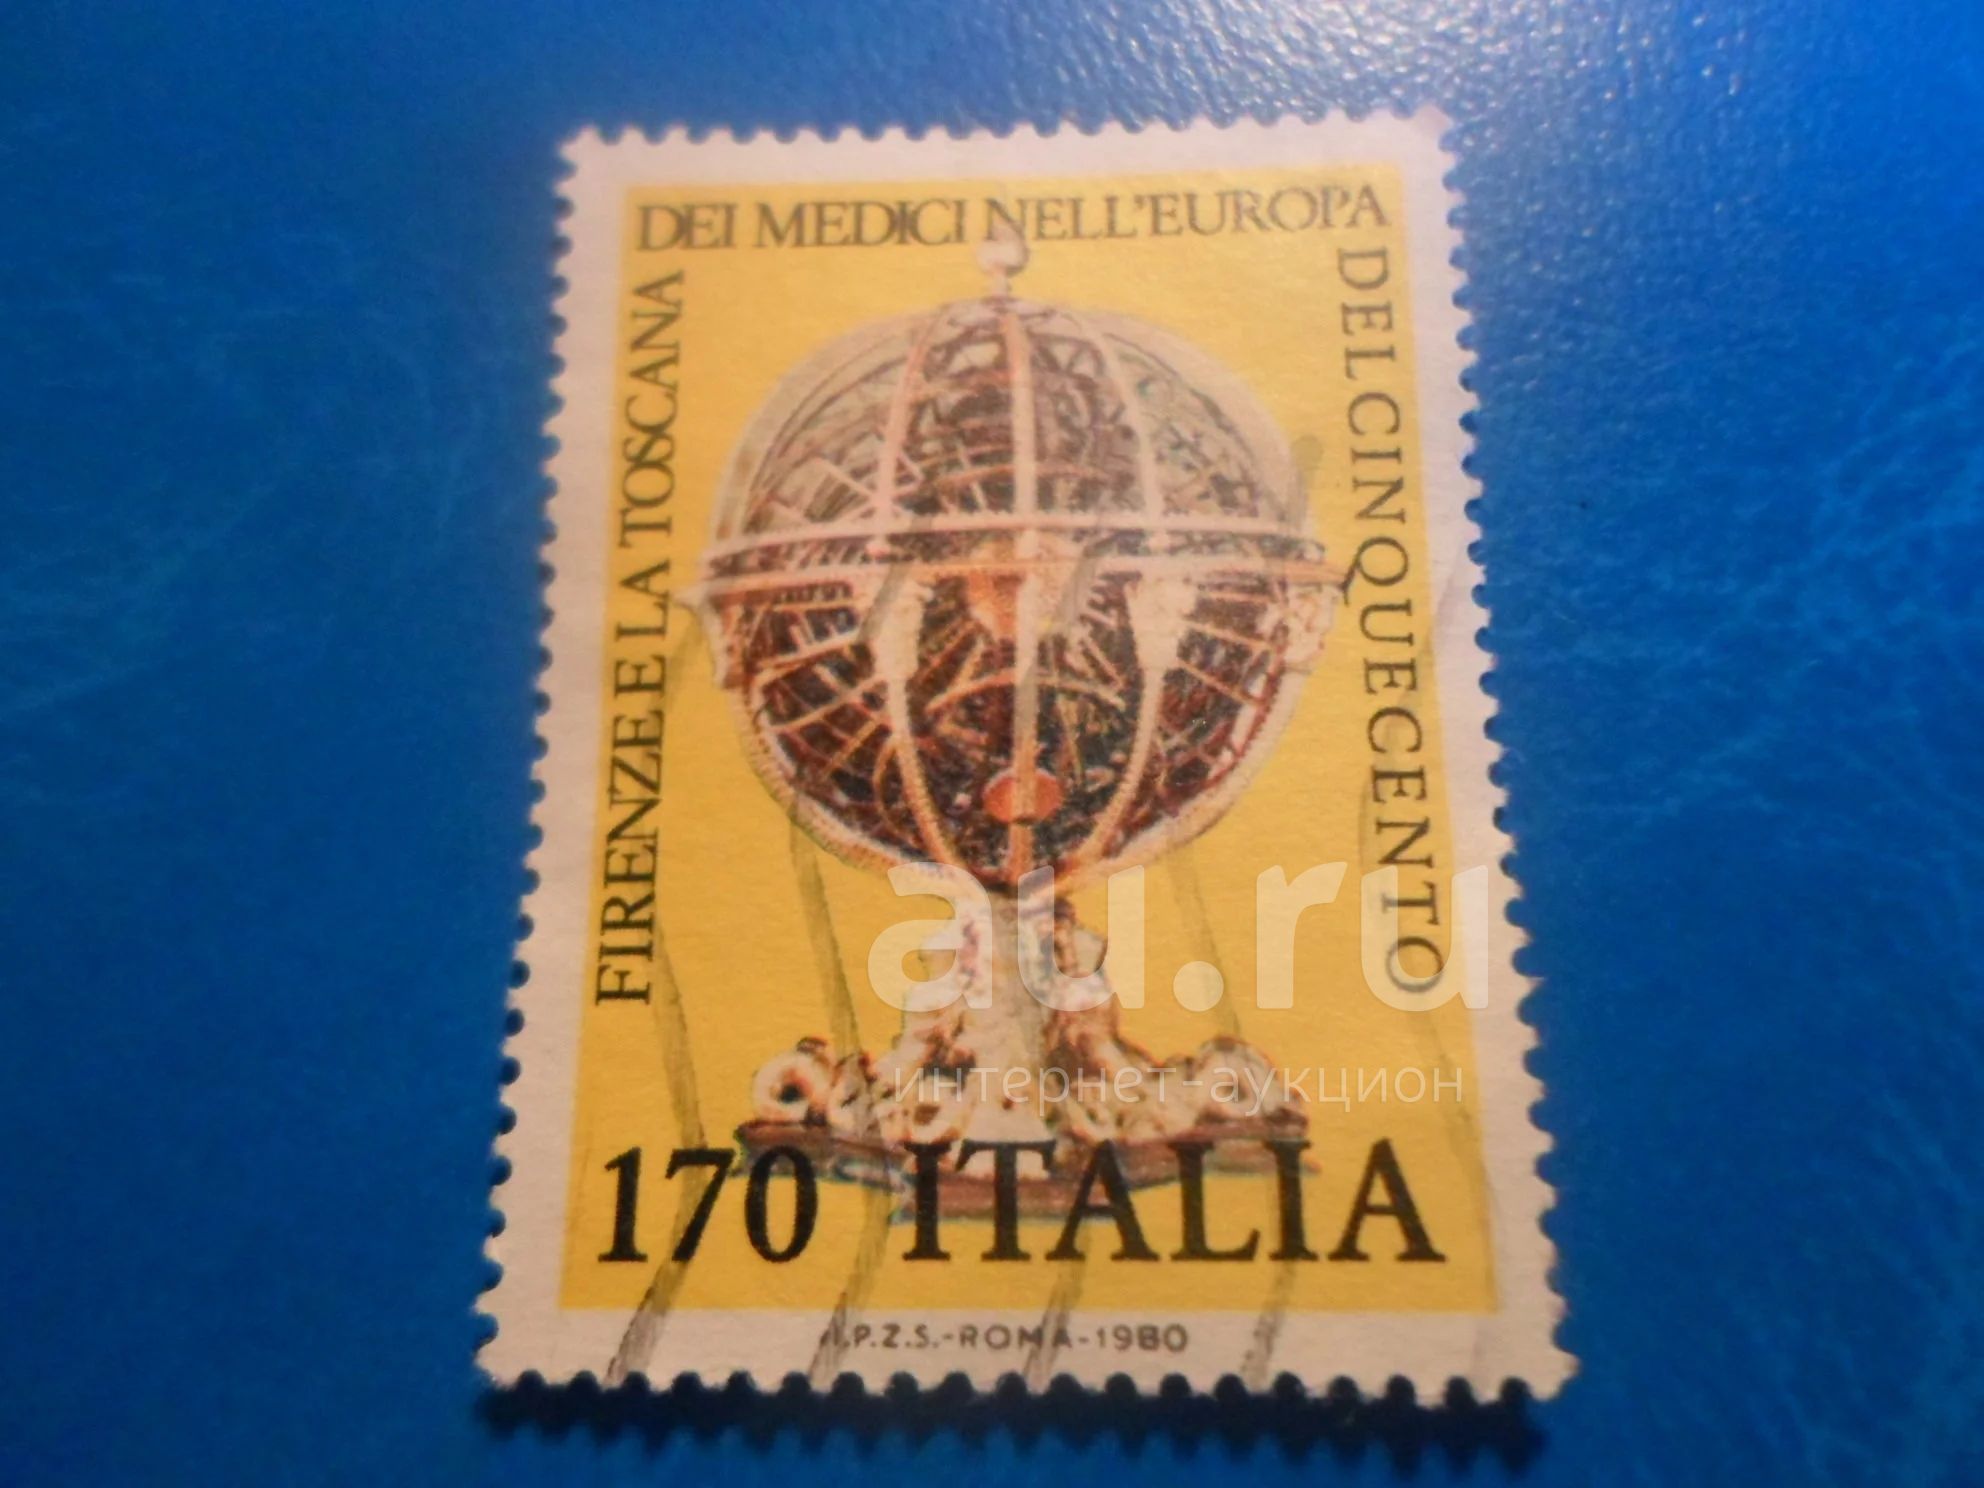 FIRENZE E LA TOSCANA
DEI MEDICI NELL'EUROPA
DEL CINQUECENTO
170 ITALIA
I.P.Z.S.-ROMA-1980
au.ru
интернет-аукцион